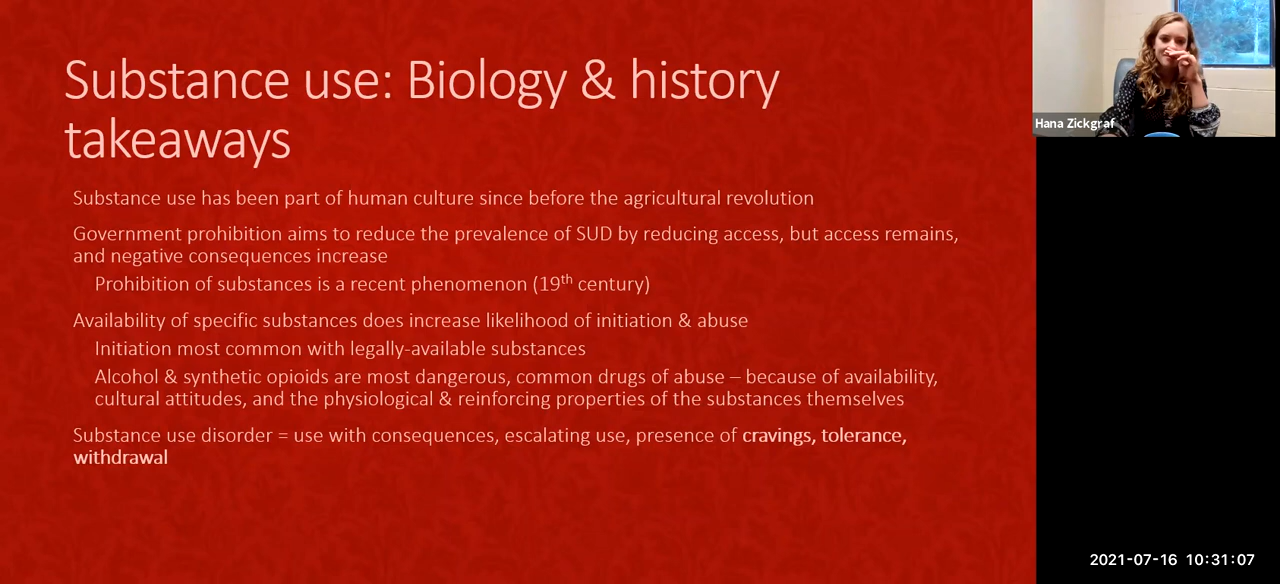 Substance use: Biology & history
takeaways
Substance use has been part of human culture since before the agricultural revolution
Government prohibition aims to reduce the prevalence of SUD by reducing access, but access remains,
and negative consequences increase
Prohibition of substances is a recent phenomenon (19th century)
Availability of specific substances does increase likelihood of initiation & abuse
Initiation most common with legally-available substances
Alcohol & synthetic opioids are most dangerous, common drugs of abuse – because of availability,
cultural attitudes, and the physiological & reinforcing properties of the substances themselves
Substance use disorder = use with consequences, escalating use, presence of cravings, tolerance,
withdrawal
Hana Zickgraf
2021-07-16 10:31:07